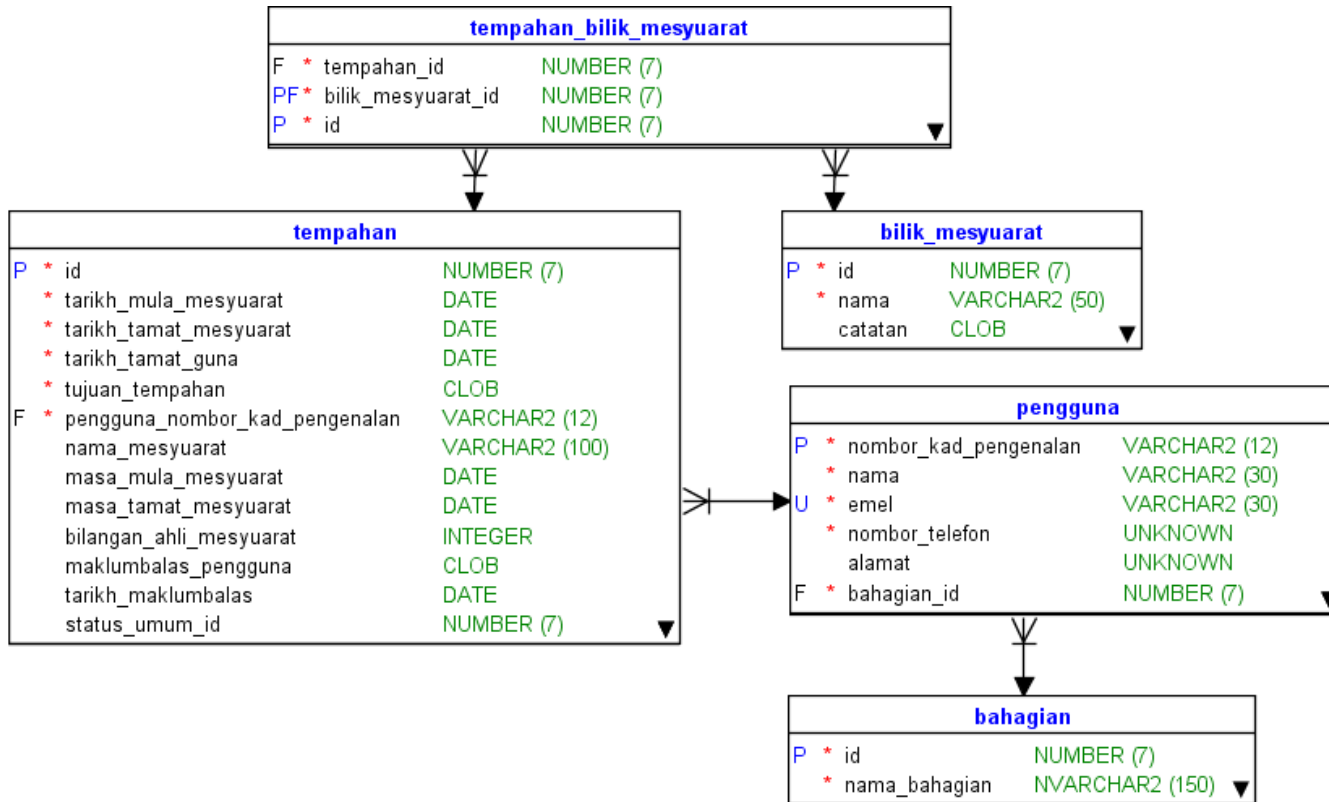 tempahan_bilik_mesyuarat
F * tempahan_id NUMBER (7)
PF* bilik_mesyuarat_id NUMBER (7)
P * id NUMBER (7)
tempahan
P * id NUMBER (7)
* tarikh_mula_mesyuarat DATE
* tarikh_tamat_mesyuarat DATE
* tarikh_tamat_guna DATE
* tujuan_tempahan CLOB
F * pengguna_nombor_kad_pengenalan VARCHAR2 (12)
nama_mesyuarat VARCHAR2 (100)
masa_mula_mesyuarat DATE
masa_tamat_mesyuarat DATE
bilangan_ahli_mesyuarat INTEGER
maklumbalas_pengguna CLOB
tarikh_maklumbalas DATE
status_umum_id NUMBER (7)
bilik_mesyuarat
P * id NUMBER (7)
* nama VARCHAR2 (50)
catatan CLOB
pengguna
P * nombor_kad_pengenalan VARCHAR2 (12)
* nama VARCHAR2 (30)
U * emel VARCHAR2 (30)
* nombor_telefon UNKNOWN
alamat UNKNOWN
F * bahagian_id NUMBER (7)
bahagian
P * id NUMBER (7)
* nama_bahagian NVARCHAR2 (150)